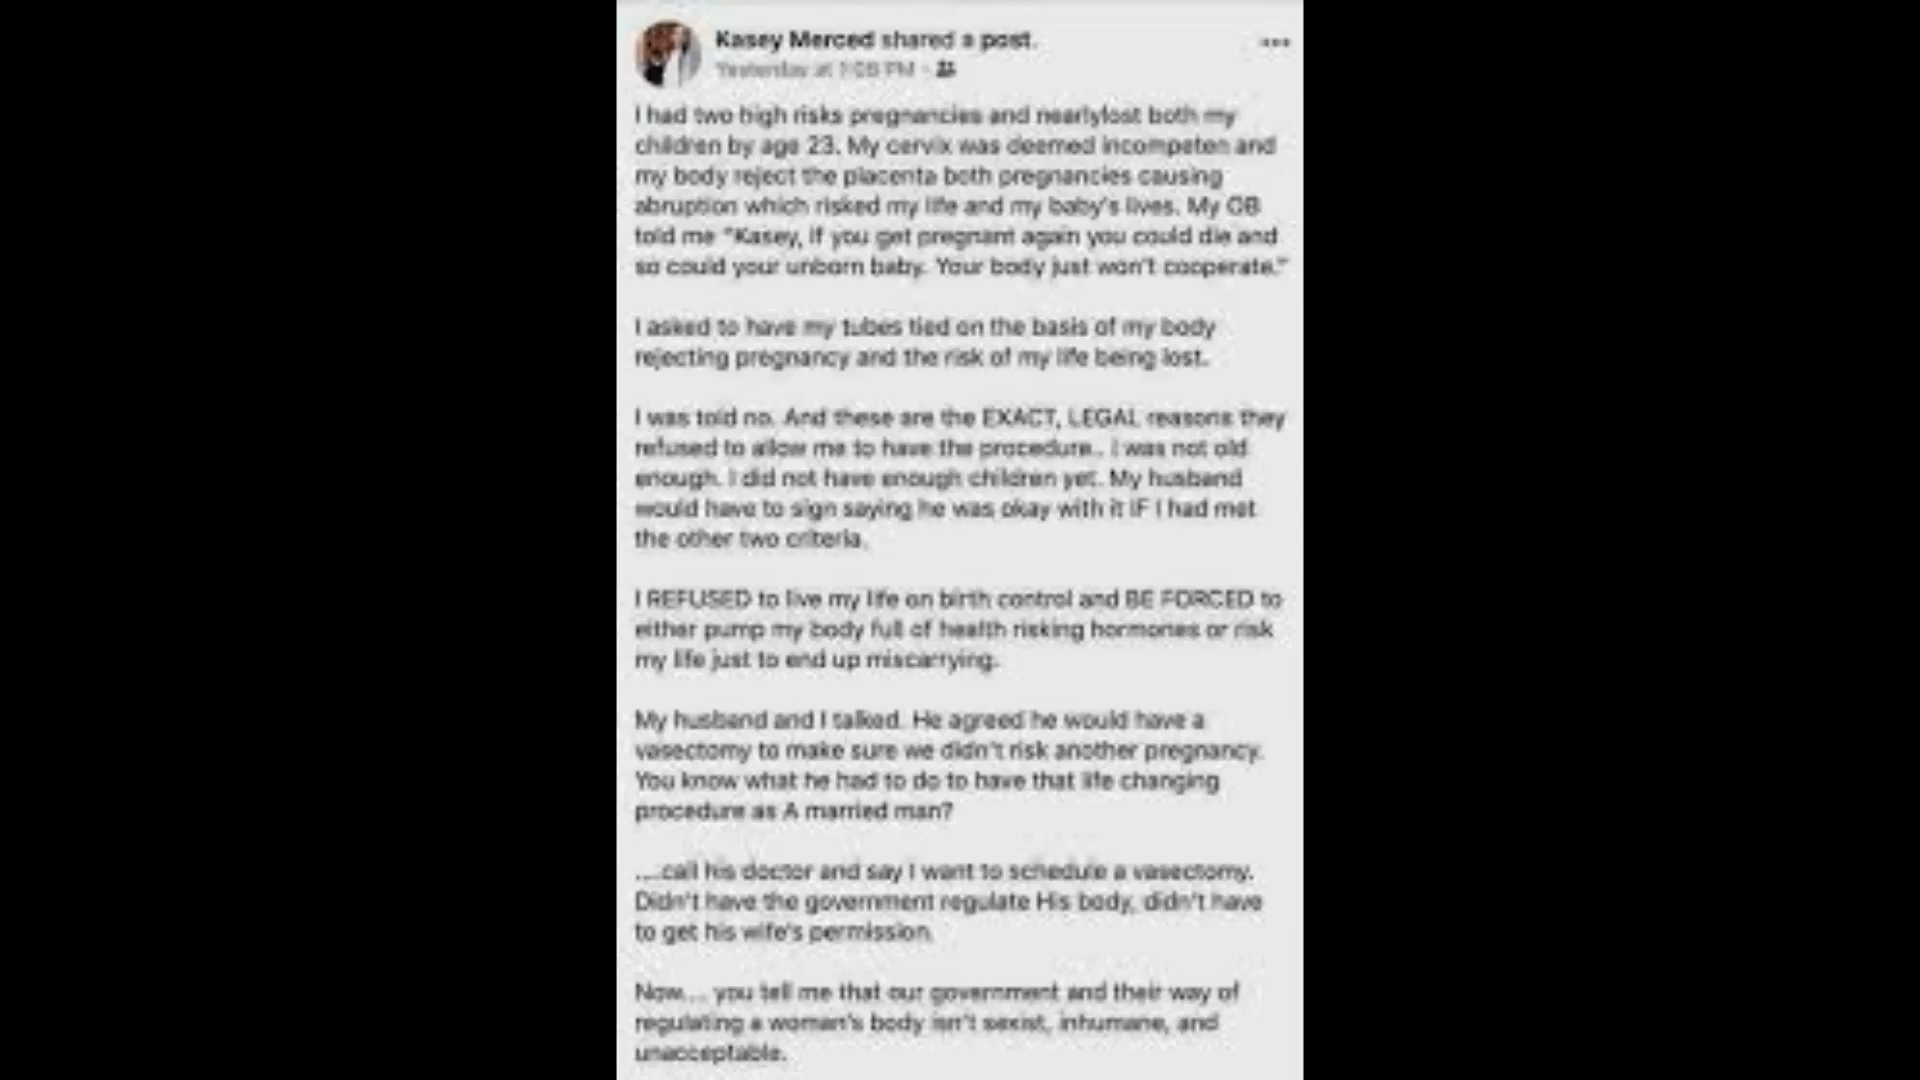 Kasey Merced shared a post.
Yesterday at 1:08 PM
I had two high risks pregnancies and nearlylost both my
children by age 23. My cervix was deemed incompeten and
my body reject the placenta both pregnancies causing
abruption which risked my life and my baby's lives. My OB
told me "Kasey, if you get pregnant again you could die and
so could your unborn baby. Your body just won't cooperate."
I asked to have my tubes tied on the basis of my body
rejecting pregnancy and the risk of my life being lost.
I was told no. And these are the EXACT, LEGAL reasons they
refused to allow me to have the procedure.. I was not old
enough. I did not have enough children yet. My husband
would have to sign saying he was okay with it IF I had met
the other two criteria.
I REFUSED to live my life on birth control and BE FORCED to
either pump my body full of health risking hormones or risk
my life just to end up miscarrying.
My husband and I talked. He agreed he would have a
vasectomy to make sure we didn't risk another pregnancy.
You know what he had to do to have that life changing
procedure as A married man?
....call his doctor and say I want to schedule a vasectomy.
Didn't have the government regulate His body, didn't have
to get his wife's permission.
Now.... you tell me that our government and their way of
regulating a woman's body isn't sexist, inhumane, and
unacceptable.